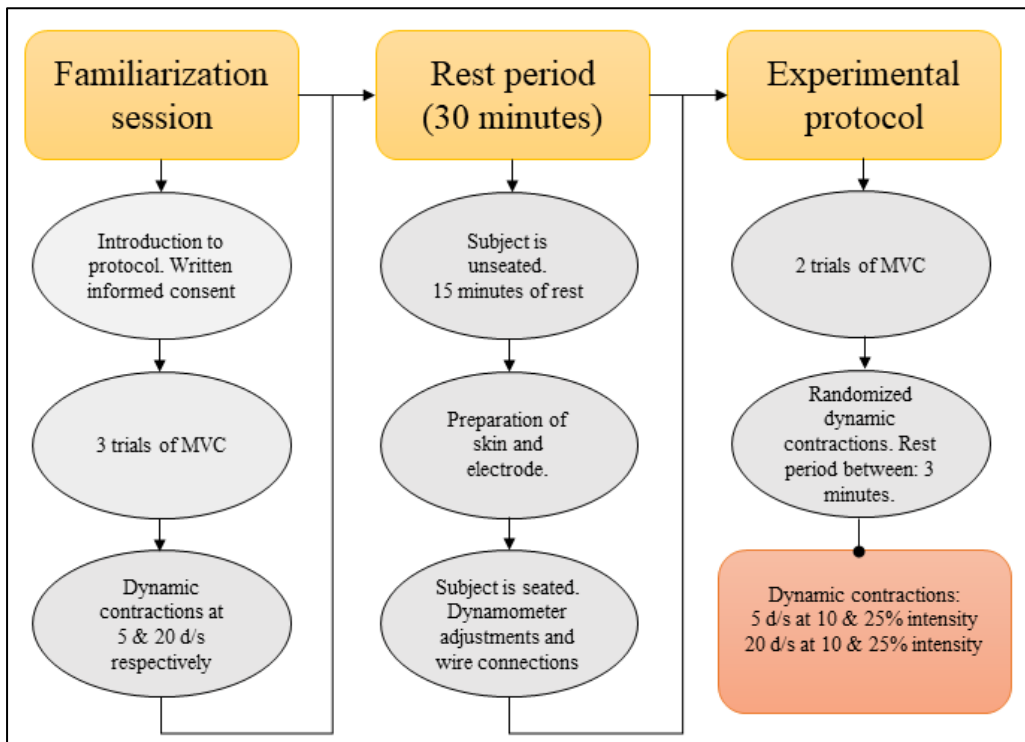 Familiarization
session
Introduction to
protocol. Written
informed consent
3 trials of MVC
Dynamic
contractions at
5 & 20 d/s
respectively
Rest period
(30 minutes)
Subject is
unseated.
15 minutes of rest
Preparation of
skin and
electrode.
Subject is seated.
Dynamometer
adjustments and
wire connections
Experimental
protocol
2 trials of MVC
Randomized
dynamic
contractions. Rest
period between: 3
minutes.
Dynamic contractions:
5 d/s at 10 & 25% intensity
20 d/s at 10 & 25% intensity